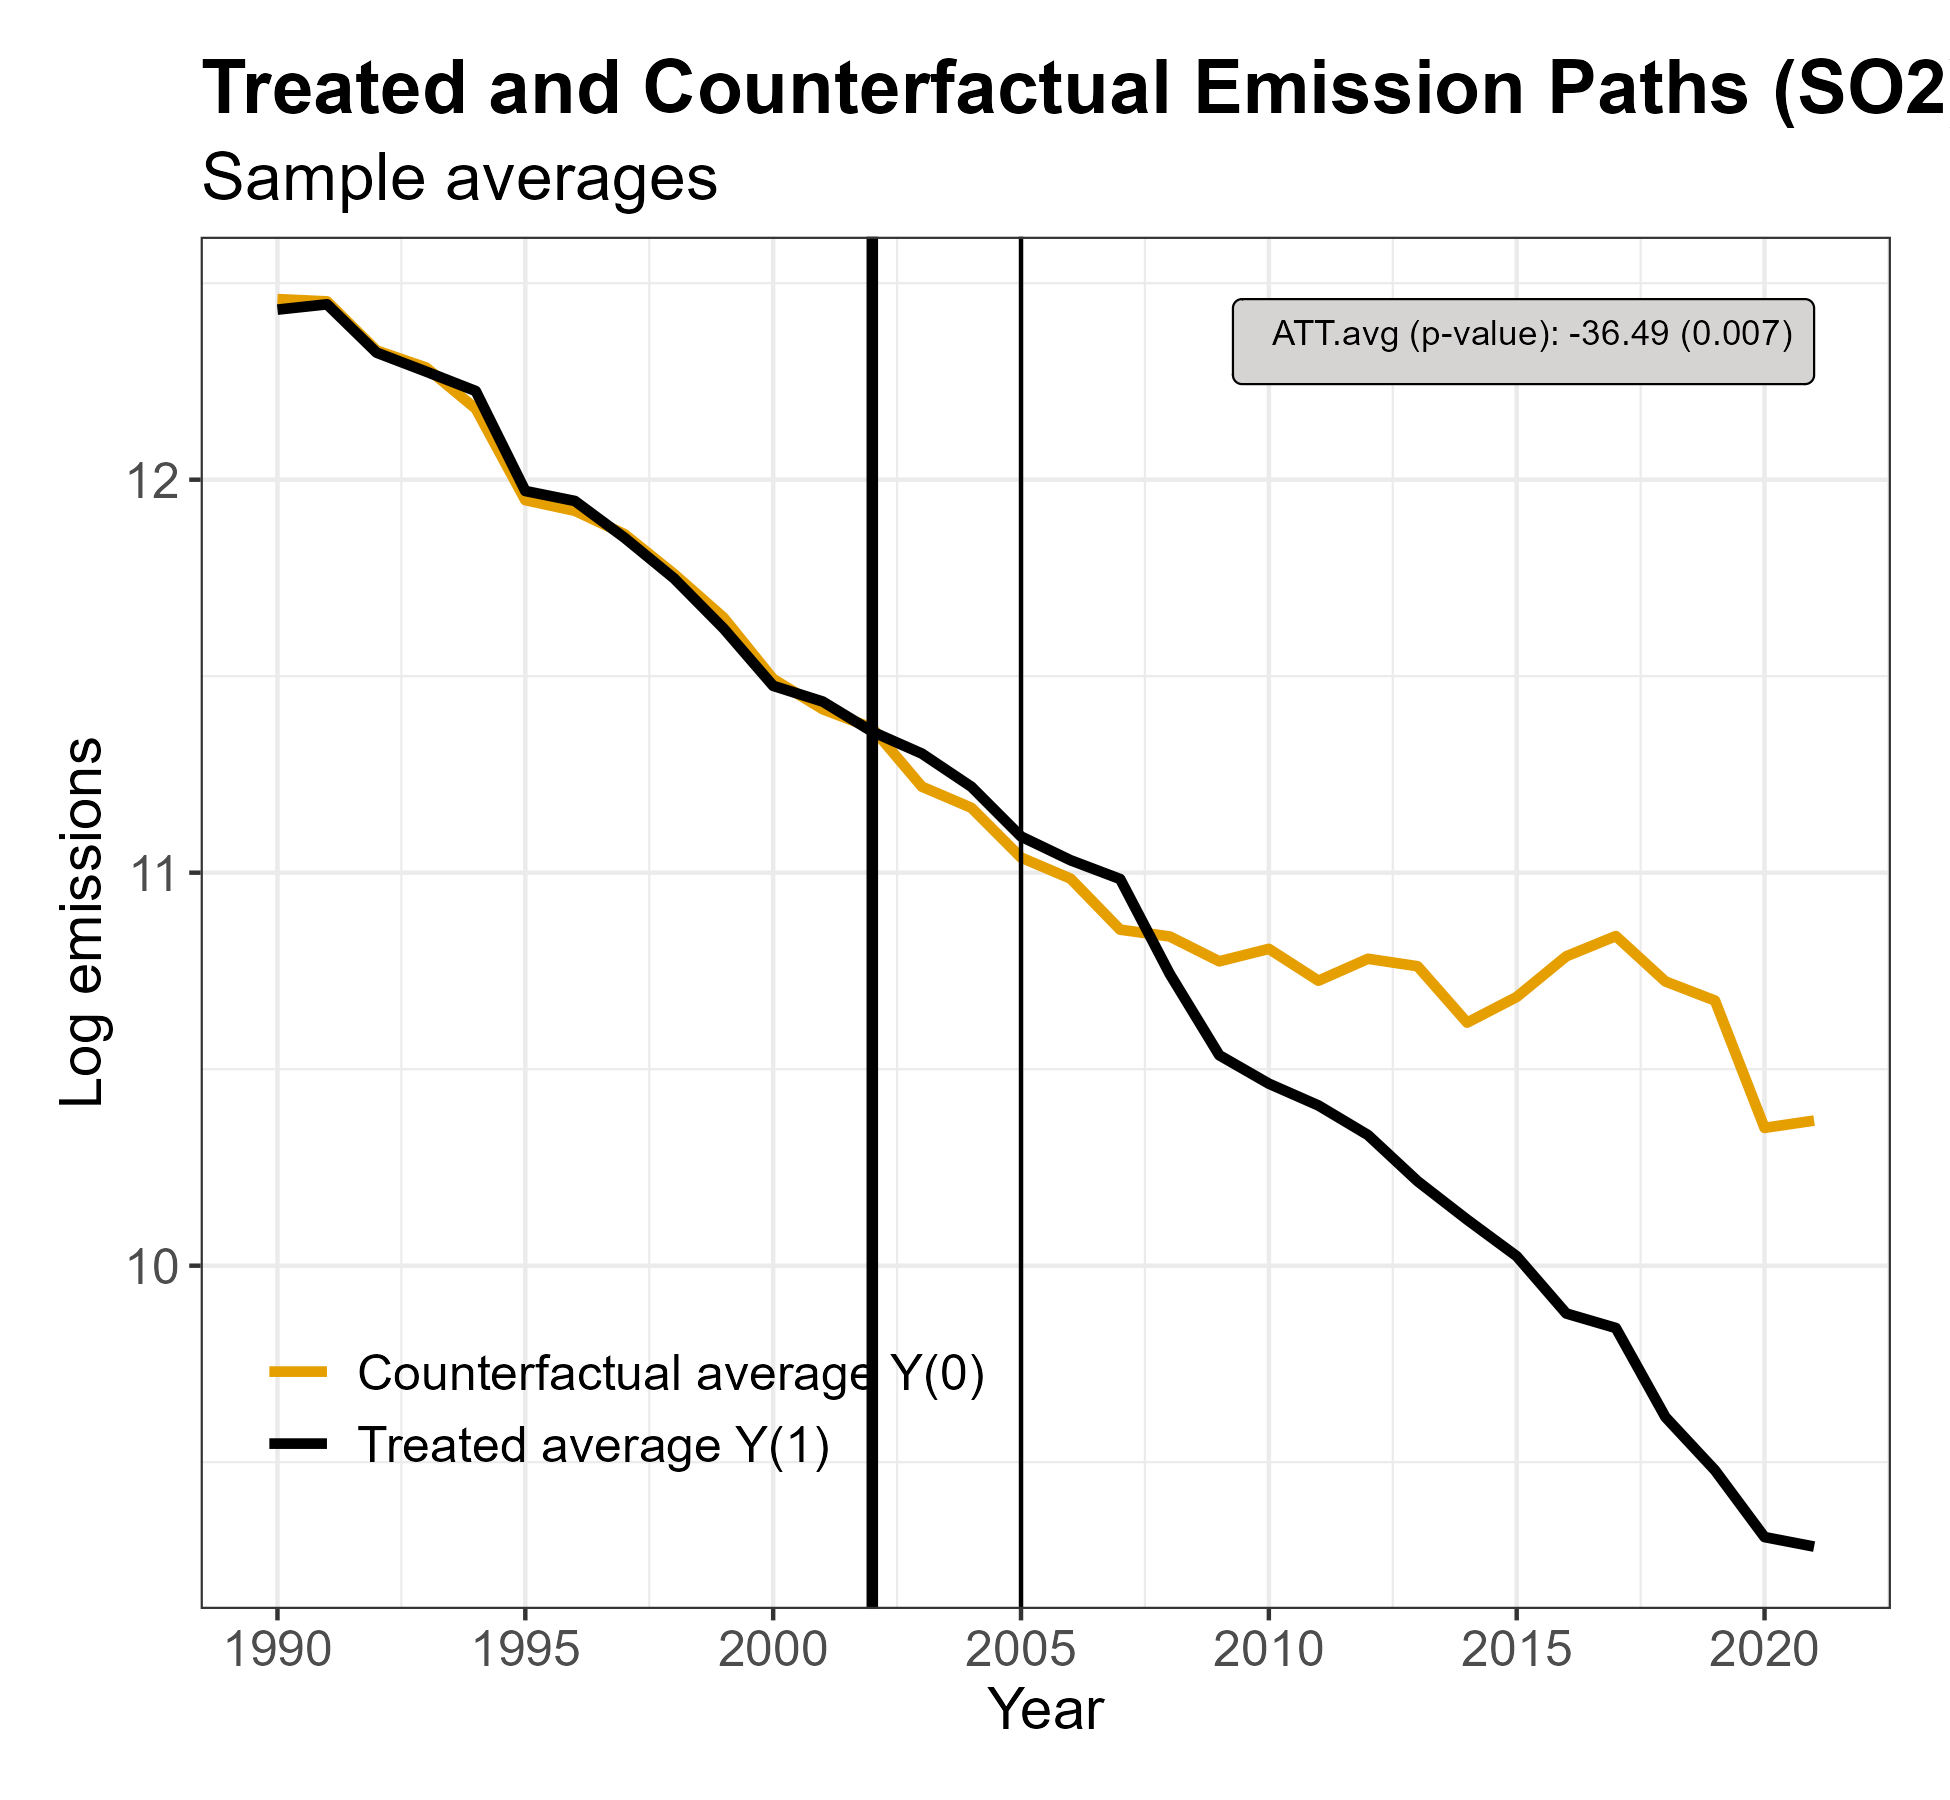 Treated and Counterfactual Emission Paths (SO2
Sample averages
ATT.avg (p-value): -36.49 (0.007)
12
11
10
Log emissions
Counterfactual average Y(0)
Treated average Y(1)
1990 1995 2000 2005 2010 2015 2020
Year